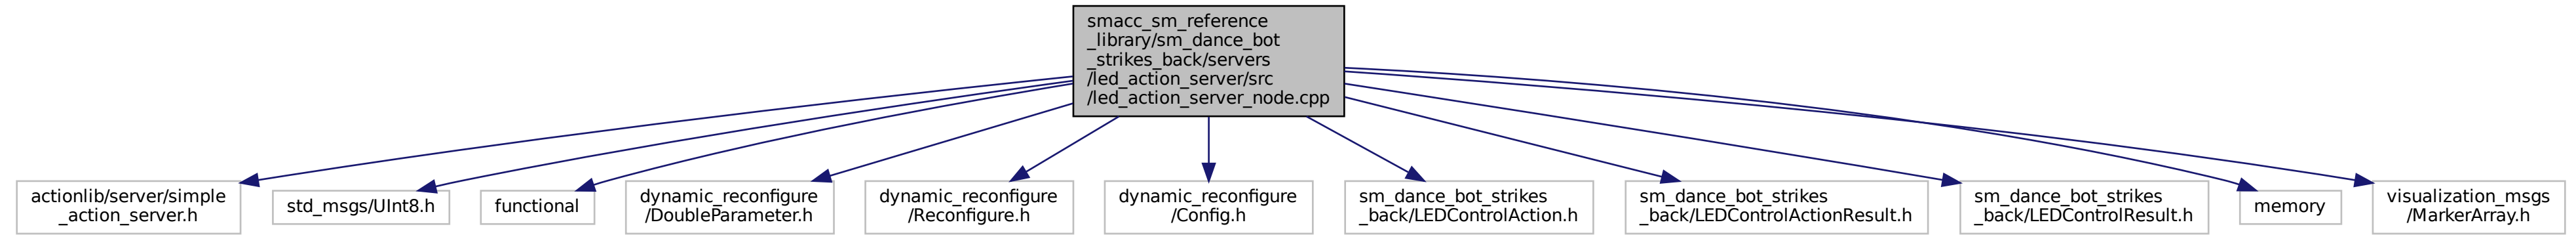 smacc_sm_reference
_library/sm_dance_bot
_strikes_back/servers
/led_action_server/src
/led_action_server_node.cpp
actionlib/server/simple
_action_server.h
std_msgs/UInt8.h
functional
dynamic_reconfigure
/DoubleParameter.h
dynamic_reconfigure
/Reconfigure.h
dynamic_reconfigure
/Config.h
sm_dance_bot_strikes
_back/LEDControlAction.h
sm_dance_bot_strikes
_back/LEDControlActionResult.h
sm_dance_bot_strikes
_back/LEDControlResult.h
memory
visualization_msgs
/MarkerArray.h